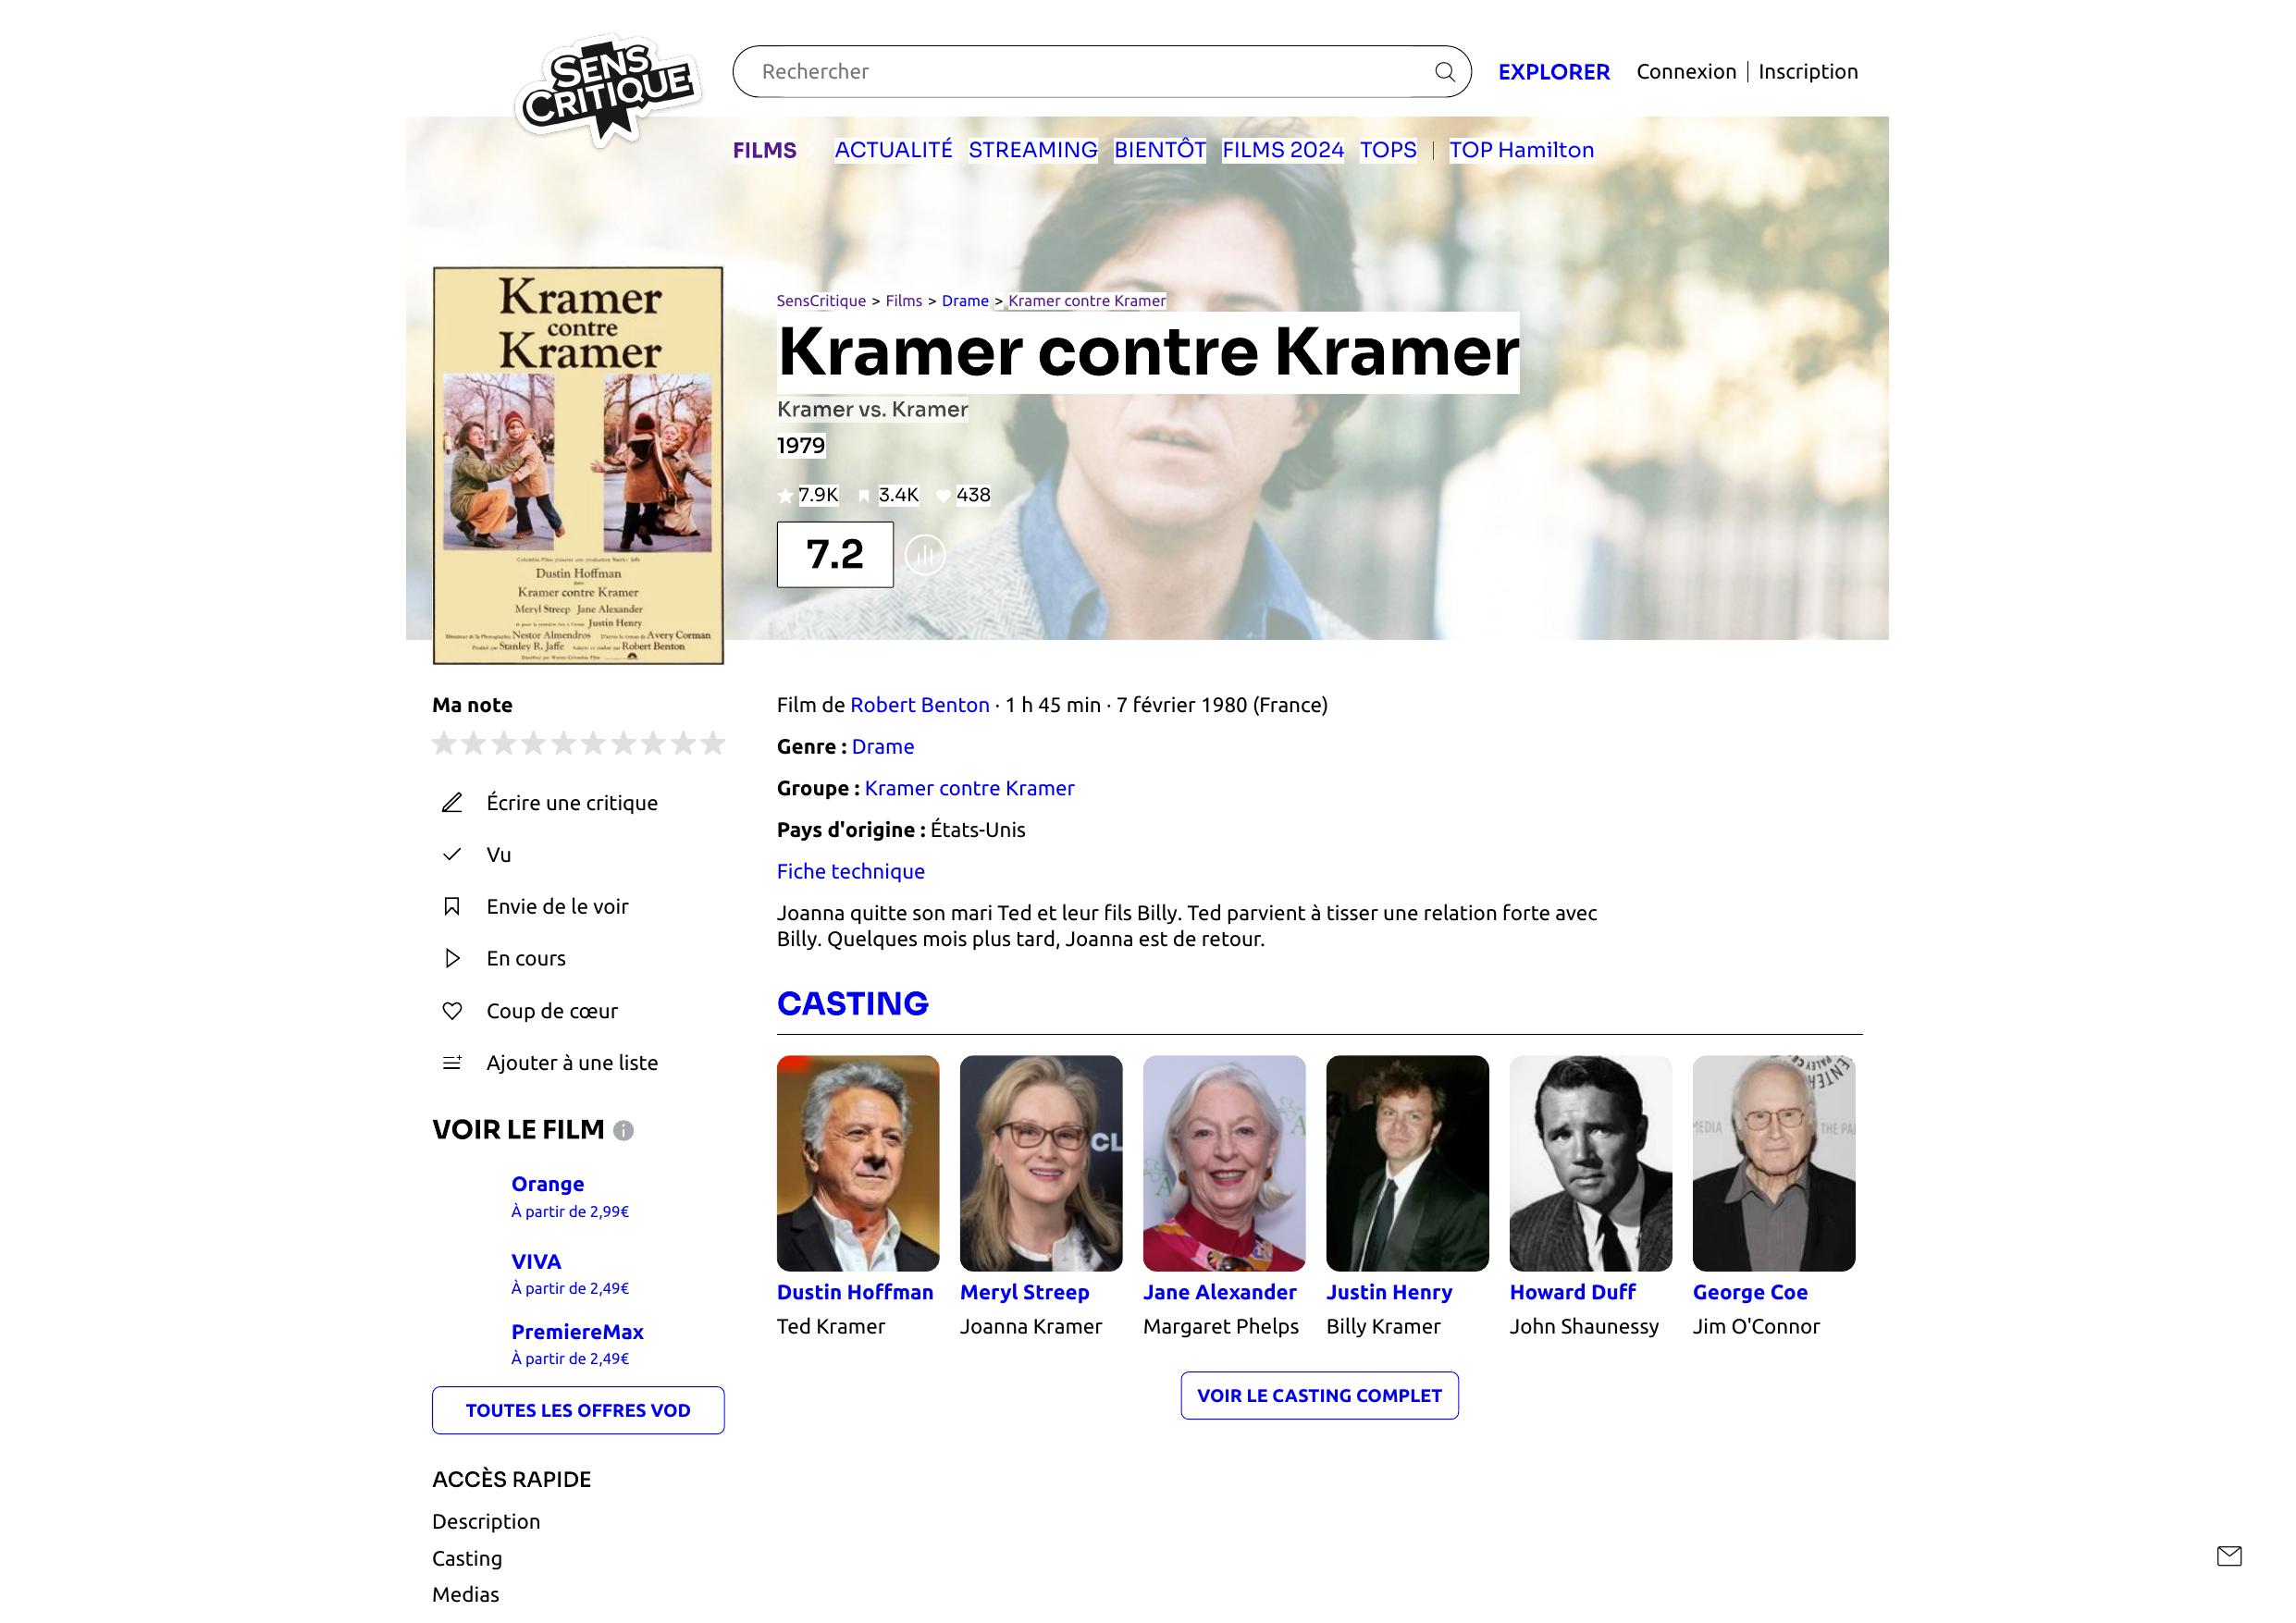 SENS
CRITIQUE
Rechercher
EXPLORER
Connexion | Inscription
FILMS
ACTUALITÉ STREAMING BIENTÔT FILMS 2024 TOPS | TOP Hamilton
Kramer
contre
Kramer
Dustin Hoffman
dans
Kramer contre Kramer
Meryl Streep Jane Alexander
Justin Henry
Nestor Almendros
Avery Corman
Stanley R. Jaffe
Robert Benton
SensCritique > Films > Drame > Kramer contre Kramer
Kramer contre Kramer
Kramer vs. Kramer
1979
7.9K 3.4K 438
7.2
Ma note
Écrire une critique
Vu
Envie de le voir
En cours
Coup de cœur
Ajouter à une liste
VOIR LE FILM
Orange
À partir de 2,99€
VIVA
À partir de 2,49€
PremiereMax
À partir de 2,49€
TOUTES LES OFFRES VOD
ACCÈS RAPIDE
Description
Casting
Medias
Film de Robert Benton · 1 h 45 min · 7 février 1980 (France)
Genre : Drame
Groupe : Kramer contre Kramer
Pays d'origine : États-Unis
Fiche technique
Joanna quitte son mari Ted et leur fils Billy. Ted parvient à tisser une relation forte avec
Billy. Quelques mois plus tard, Joanna est de retour.
CASTING
CL
MEDIA
THE PA
Dustin Hoffman
Ted Kramer
Meryl Streep
Joanna Kramer
Jane Alexander
Margaret Phelps
Justin Henry
Billy Kramer
Howard Duff
John Shaunessy
George Coe
Jim O'Connor
VOIR LE CASTING COMPLET